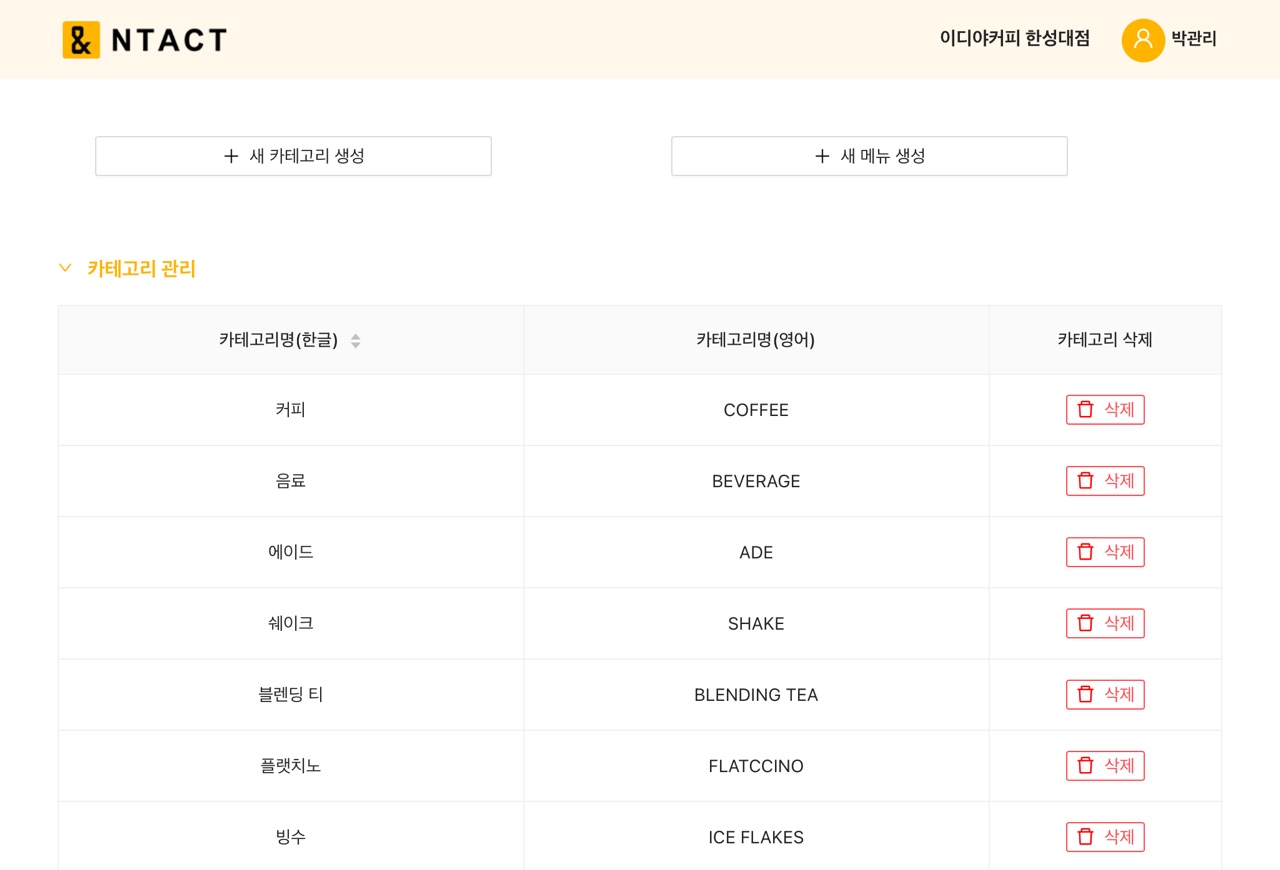 & NTACT
이디야커피 한성대점
박관리
+ 새 카테고리 생성
+ 새 메뉴 생성
카테고리 관리
카테고리명(한글) 카테고리명(영어) 카테고리 삭제
커피 COFFEE 삭제
음료 BEVERAGE 삭제
에이드 ADE 삭제
쉐이크 SHAKE 삭제
블렌딩 티 BLENDING TEA 삭제
플랫치노 FLATCCINO 삭제
빙수 ICE FLAKES 삭제